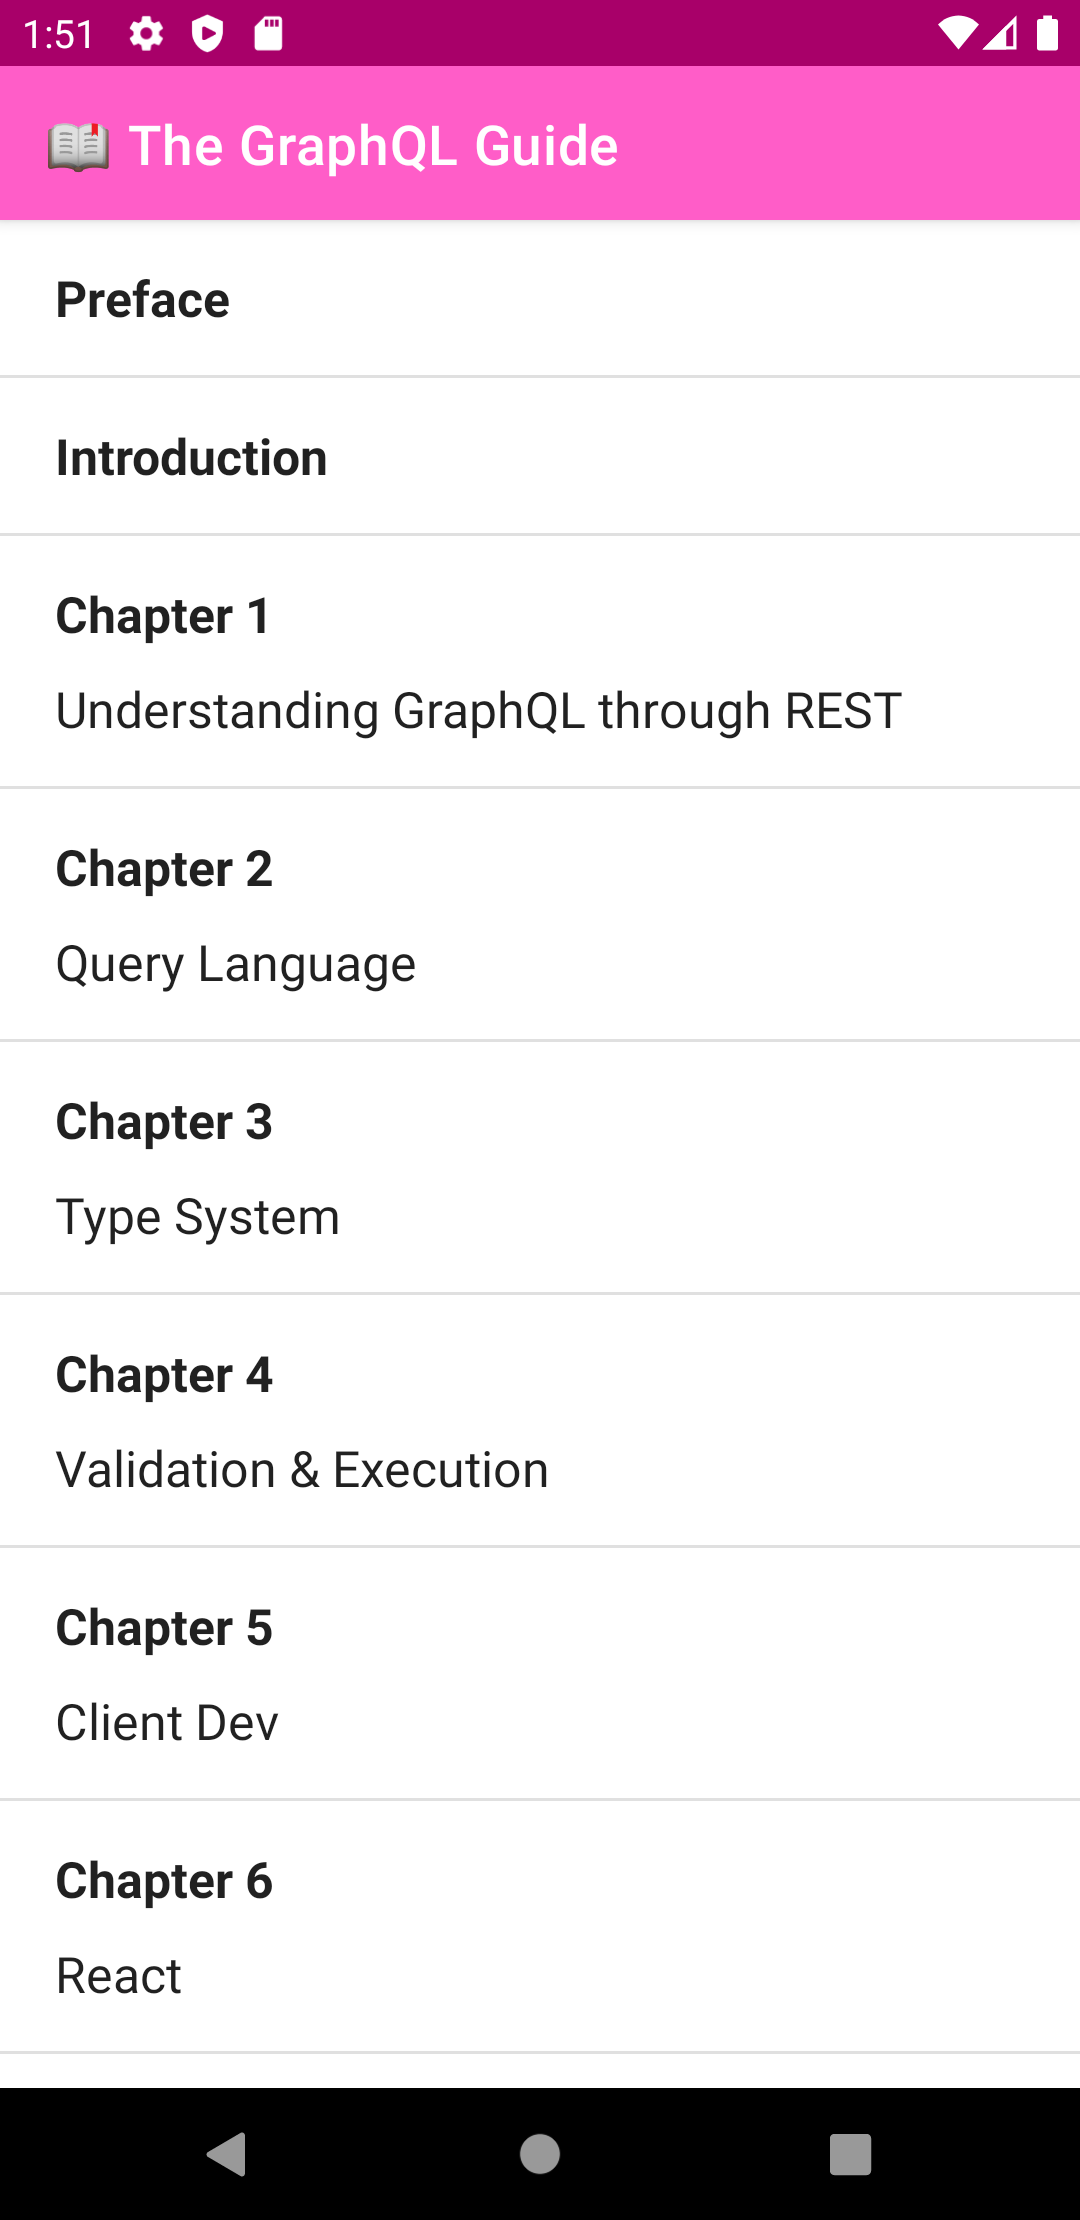 1:51
📖 The GraphQL Guide
Preface
Introduction
Chapter 1
Understanding GraphQL through REST
Chapter 2
Query Language
Chapter 3
Type System
Chapter 4
Validation & Execution
Chapter 5
Client Dev
Chapter 6
React